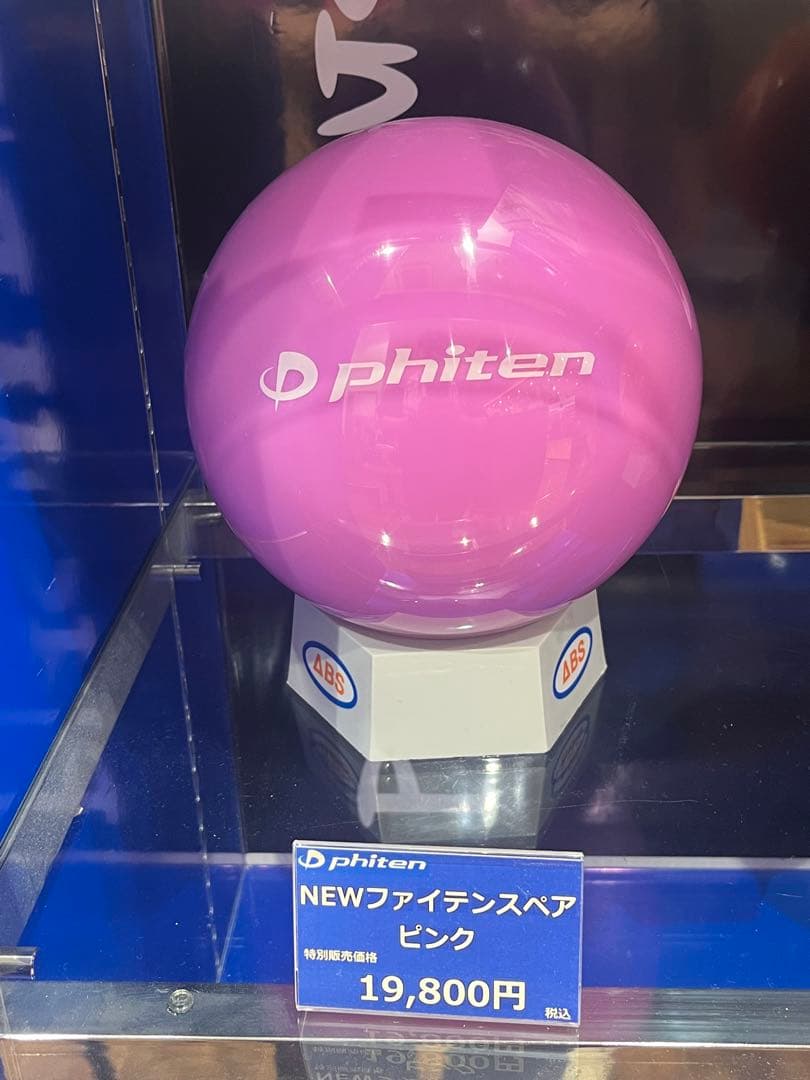 phiten
ABS
ABS
phiten
NEWファイテンスペア
ピンク
特別販売価格
19,800円
税込